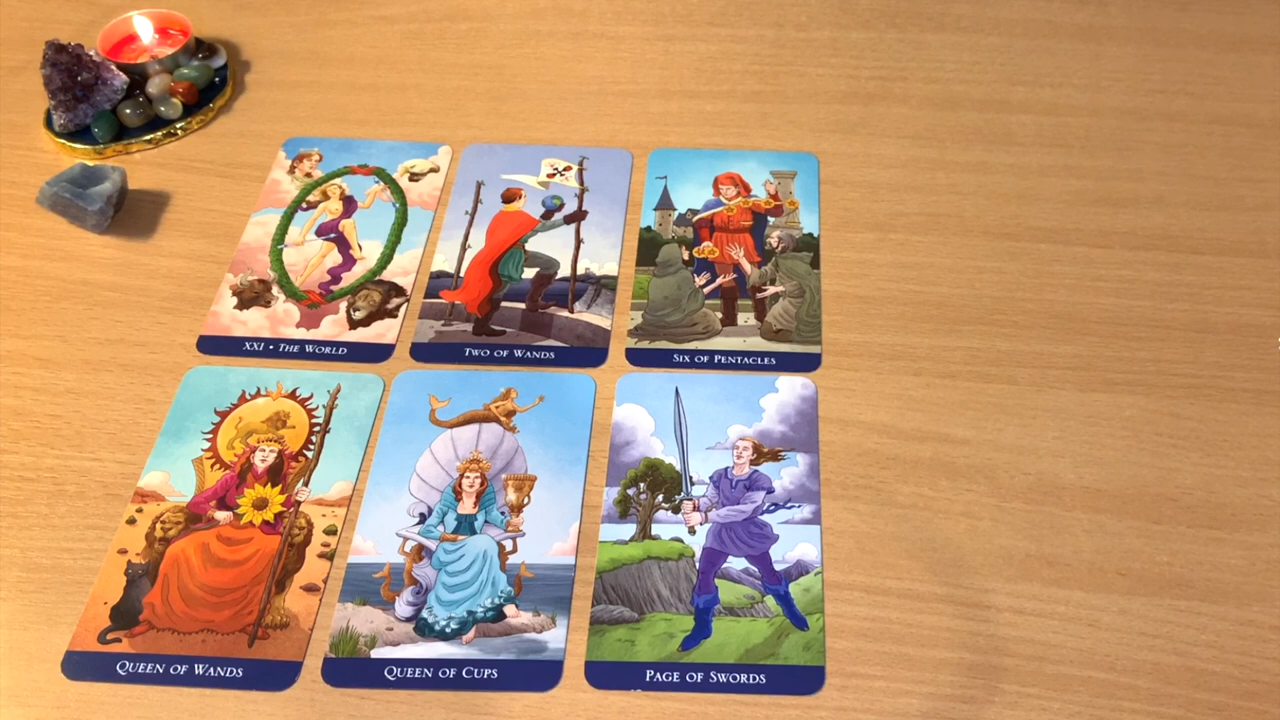 XXI • THE WORLD
TWO OF WANDS
SIX OF PENTACLES
QUEEN OF WANDS
QUEEN OF CUPS
PAGE OF SWORDS